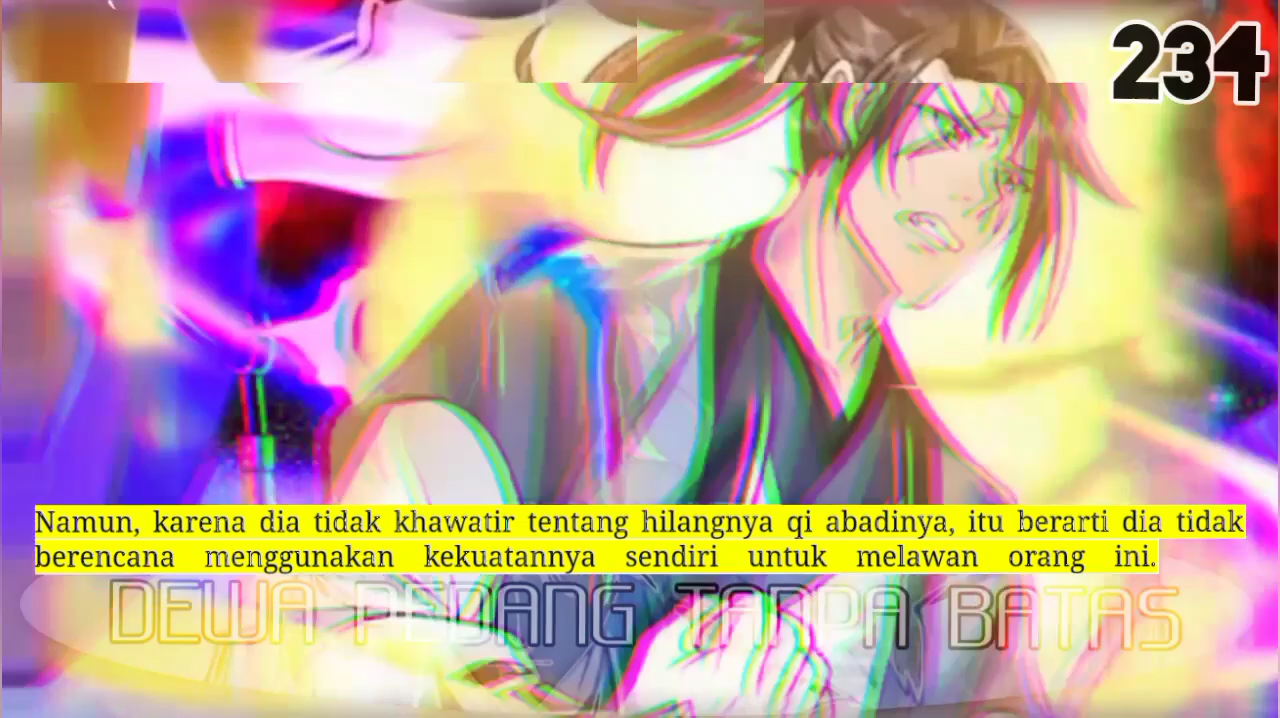 234
Namun, karena dia tidak khawatir tentang hilangnya qi abadinya, itu berarti dia tidak
berencana menggunakan kekuatannya sendiri untuk melawan orang ini.
DEWA PEDANG TANPA BATAS